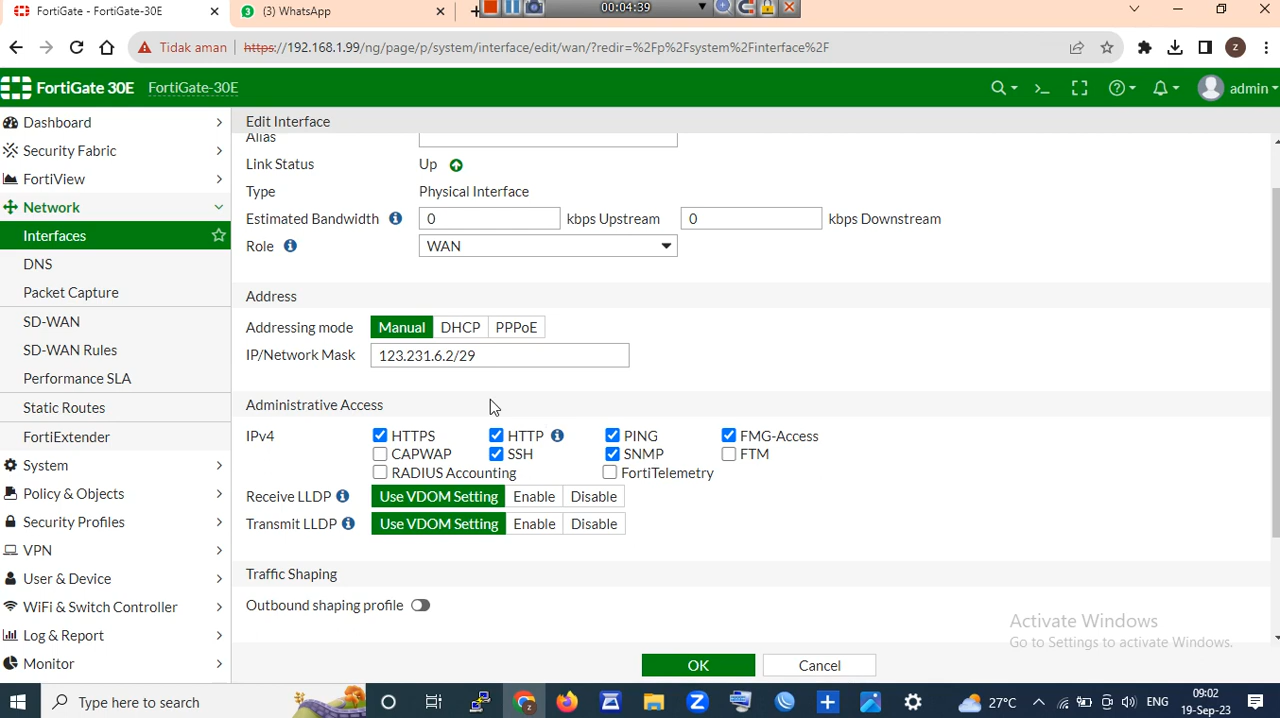 FortiGate - FortiGate-30E
3
(3) WhatsApp
00:04:39
Tidak aman
https://192.168.1.99/ng/page/p/system/interface/edit/wan/?redir=%2Fp%2Fsystem%2Finterface%2F
Z
FortiGate 30E
FortiGate-30E
admin
Dashboard
Security Fabric
FortiView
Network
Interfaces
DNS
Packet Capture
SD-WAN
SD-WAN Rules
Performance SLA
Static Routes
FortiExtender
System
Policy & Objects
Security Profiles
VPN
User & Device
WiFi & Switch Controller
Log & Report
Monitor
Edit Interface
Alias
Link Status Up
Type Physical Interface
Estimated Bandwidth 0 kbps Upstream 0 kbps Downstream
Role WAN
Address
Addressing mode Manual DHCP PPPoE
IP/Network Mask 123.231.6.2/29
Administrative Access
IPv4 HTTPS HTTP PING FMG-Access
CAPWAP SSH SNMP FTM
RADIUS Accounting FortiTelemetry
Receive LLDP Use VDOM Setting Enable Disable
Transmit LLDP Use VDOM Setting Enable Disable
Traffic Shaping
Outbound shaping profile
Activate Windows
Go to Settings to activate Windows.
OK Cancel
Type here to search
27°C
ENG
09:02
19-Sep-23